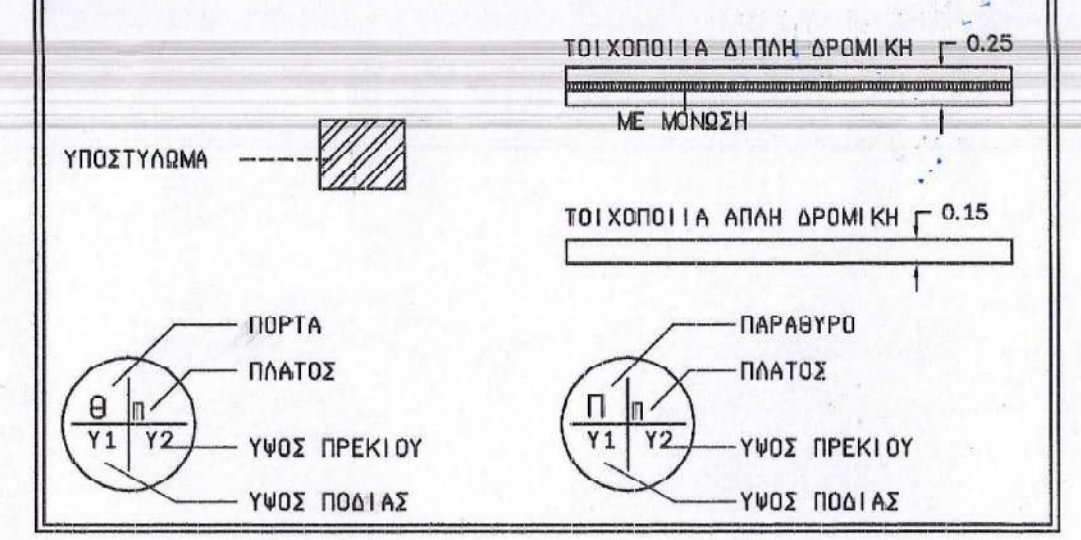 ΤΟΙΧΟΠΟΙΙΑ ΔΙΠΛΗ ΔΡΟΜΙΚΗ 0.25
ΜΕ ΜΟΝΩΣΗ
ΥΠΟΣΤΥΛΩΜΑ
ΤΟΙΧΟΠΟΙΙΑ ΑΠΛΗ ΔΡΟΜΙΚΗ 0.15
ΠΟΡΤΑ
ΠΛΑΤΟΣ
Θ Π
Υ1 Υ2
ΥΨΟΣ ΠΡΕΚΙΟΥ
ΥΨΟΣ ΠΟΔΙΑΣ
ΠΑΡΑΘΥΡΟ
ΠΛΑΤΟΣ
Π Π
Υ1 Υ2
ΥΨΟΣ ΠΡΕΚΙΟΥ
ΥΨΟΣ ΠΟΔΙΑΣ